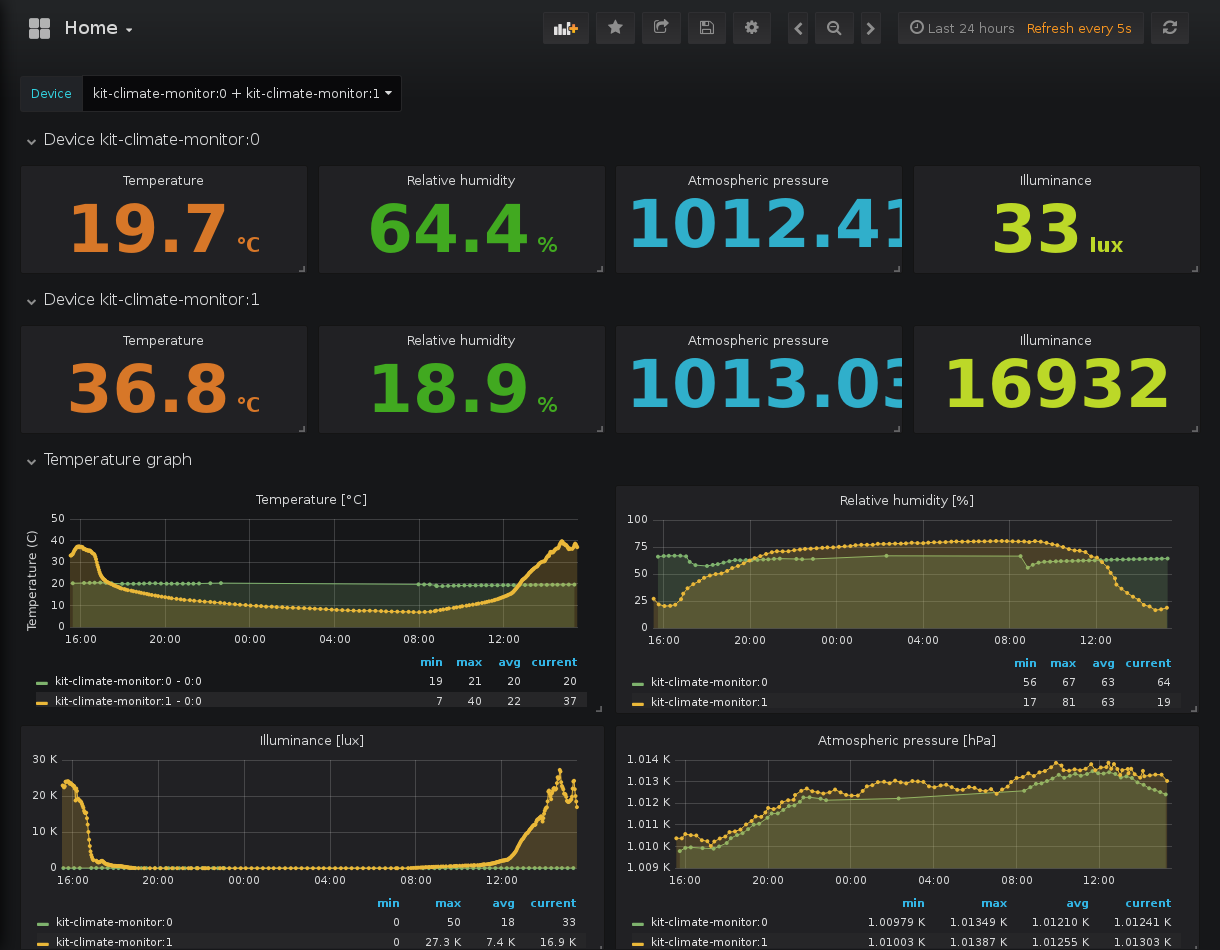 Home
Last 24 hours Refresh every 5s
Device kit-climate-monitor:0 + kit-climate-monitor:1
Device kit-climate-monitor:0
Temperature Relative humidity Atmospheric pressure Illuminance
19.7 °C 64.4 % 1012.41 33 lux
Device kit-climate-monitor:1
Temperature Relative humidity Atmospheric pressure Illuminance
36.8 °C 18.9 % 1013.03 16932
Temperature graph
Temperature [°C]
Temperature (C)
50
40
30
20
10
0
16:00 20:00 00:00 04:00 08:00 12:00
min max avg current
kit-climate-monitor:0 - 0:0 19 21 20 20
kit-climate-monitor:1 - 0:0 7 40 22 37
Relative humidity [%]
100
75
50
25
0
16:00 20:00 00:00 04:00 08:00 12:00
min max avg current
kit-climate-monitor:0 56 67 63 64
kit-climate-monitor:1 17 81 63 19
Illuminance [lux]
30 K
20 K
10 K
0
16:00 20:00 00:00 04:00 08:00 12:00
min max avg current
kit-climate-monitor:0 0 50 18 33
kit-climate-monitor:1 0 27.3 K 7.4 K 16.9 K
Atmospheric pressure [hPa]
1.014 K
1.013 K
1.012 K
1.011 K
1.010 K
1.009 K
16:00 20:00 00:00 04:00 08:00 12:00
min max avg current
kit-climate-monitor:0 1.00979 K 1.01349 K 1.01210 K 1.01241 K
kit-climate-monitor:1 1.01003 K 1.01387 K 1.01255 K 1.01303 K